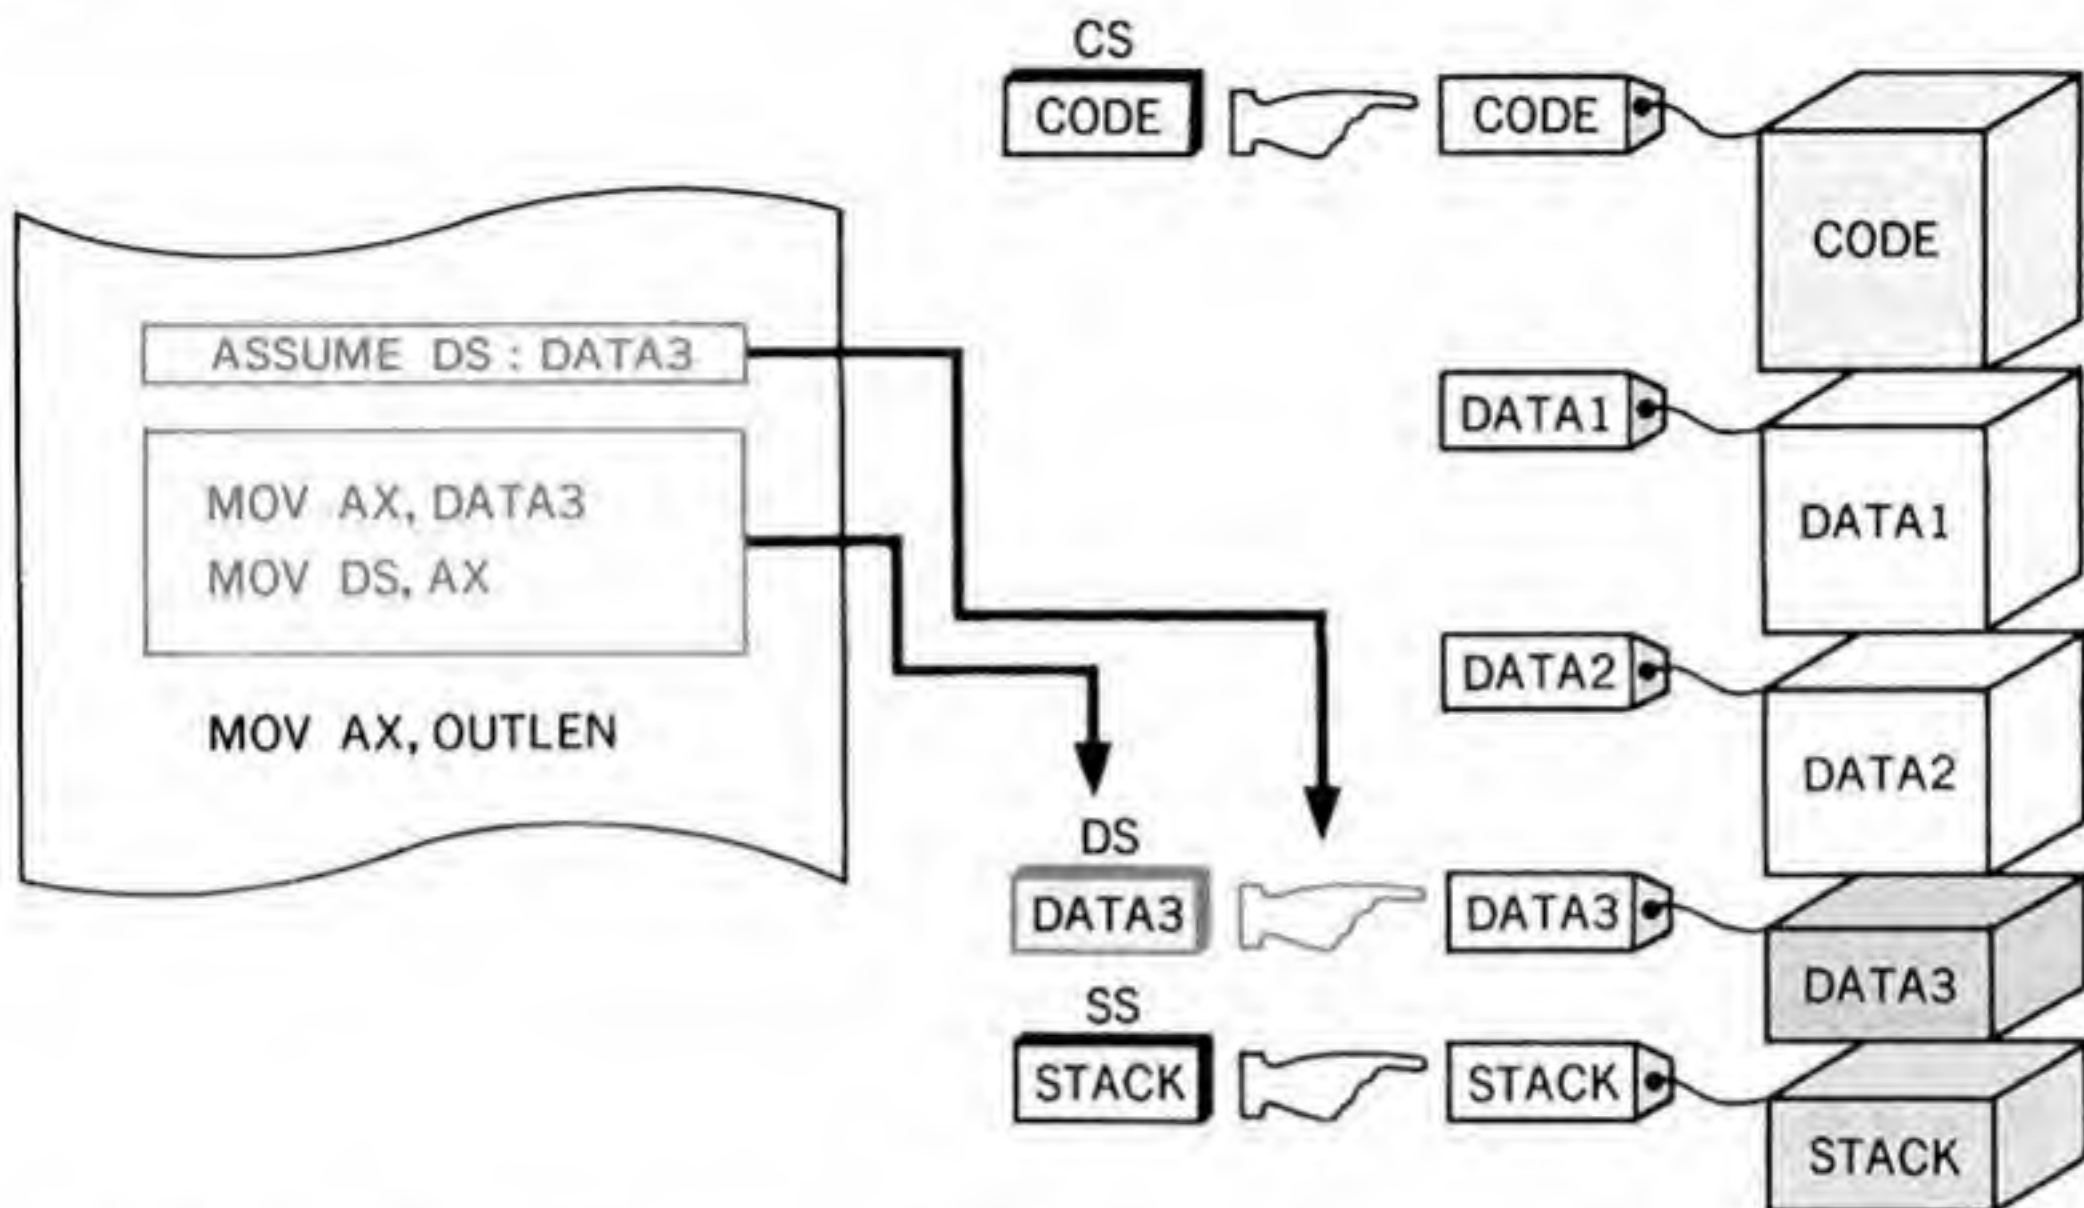 CS
CODE
CODE
CODE
ASSUME DS : DATA3
MOV AX, DATA3
MOV DS, AX
MOV AX, OUTLEN
DATA1
DATA1
DATA2
DATA2
DS
DATA3
DATA3
DATA3
SS
STACK
STACK
STACK